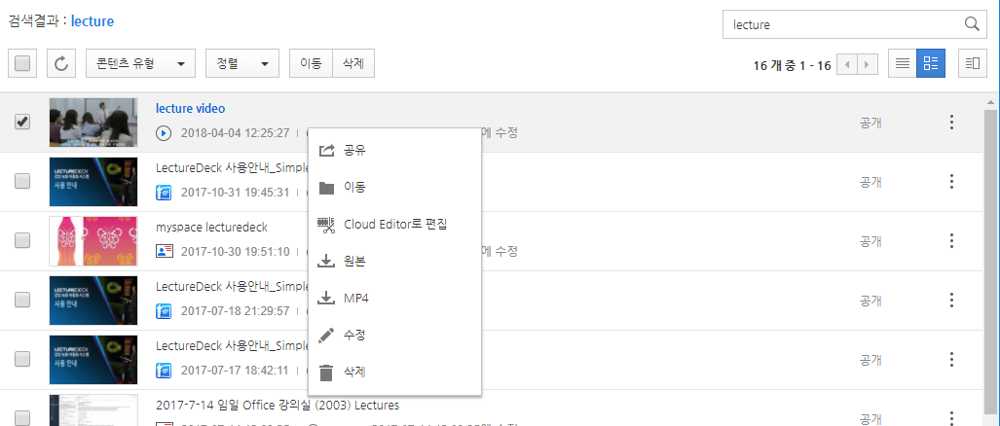 검색결과 : lecture
lecture
콘텐츠 유형 정렬 이동 삭제 16 개 중 1 - 16
lecture video
2018-04-04 12:25:27 에 수정 공개
LectureDeck 사용안내_Simple
2017-10-31 19:45:31 공개
LECTUREDECK
사용 안내
myspace lecturedeck
2017-10-30 19:51:10 에 수정 공개
LectureDeck 사용안내_Simple
2017-07-18 21:29:57 공개
LECTUREDECK
LectureDeck 사용안내_Simple
2017-07-17 18:42:11 공개
LECTUREDECK
2017-7-14 임일 Office 강의실 (2003) Lectures
공개
공유
이동
Cloud Editor로 편집
원본
MP4
수정
삭제